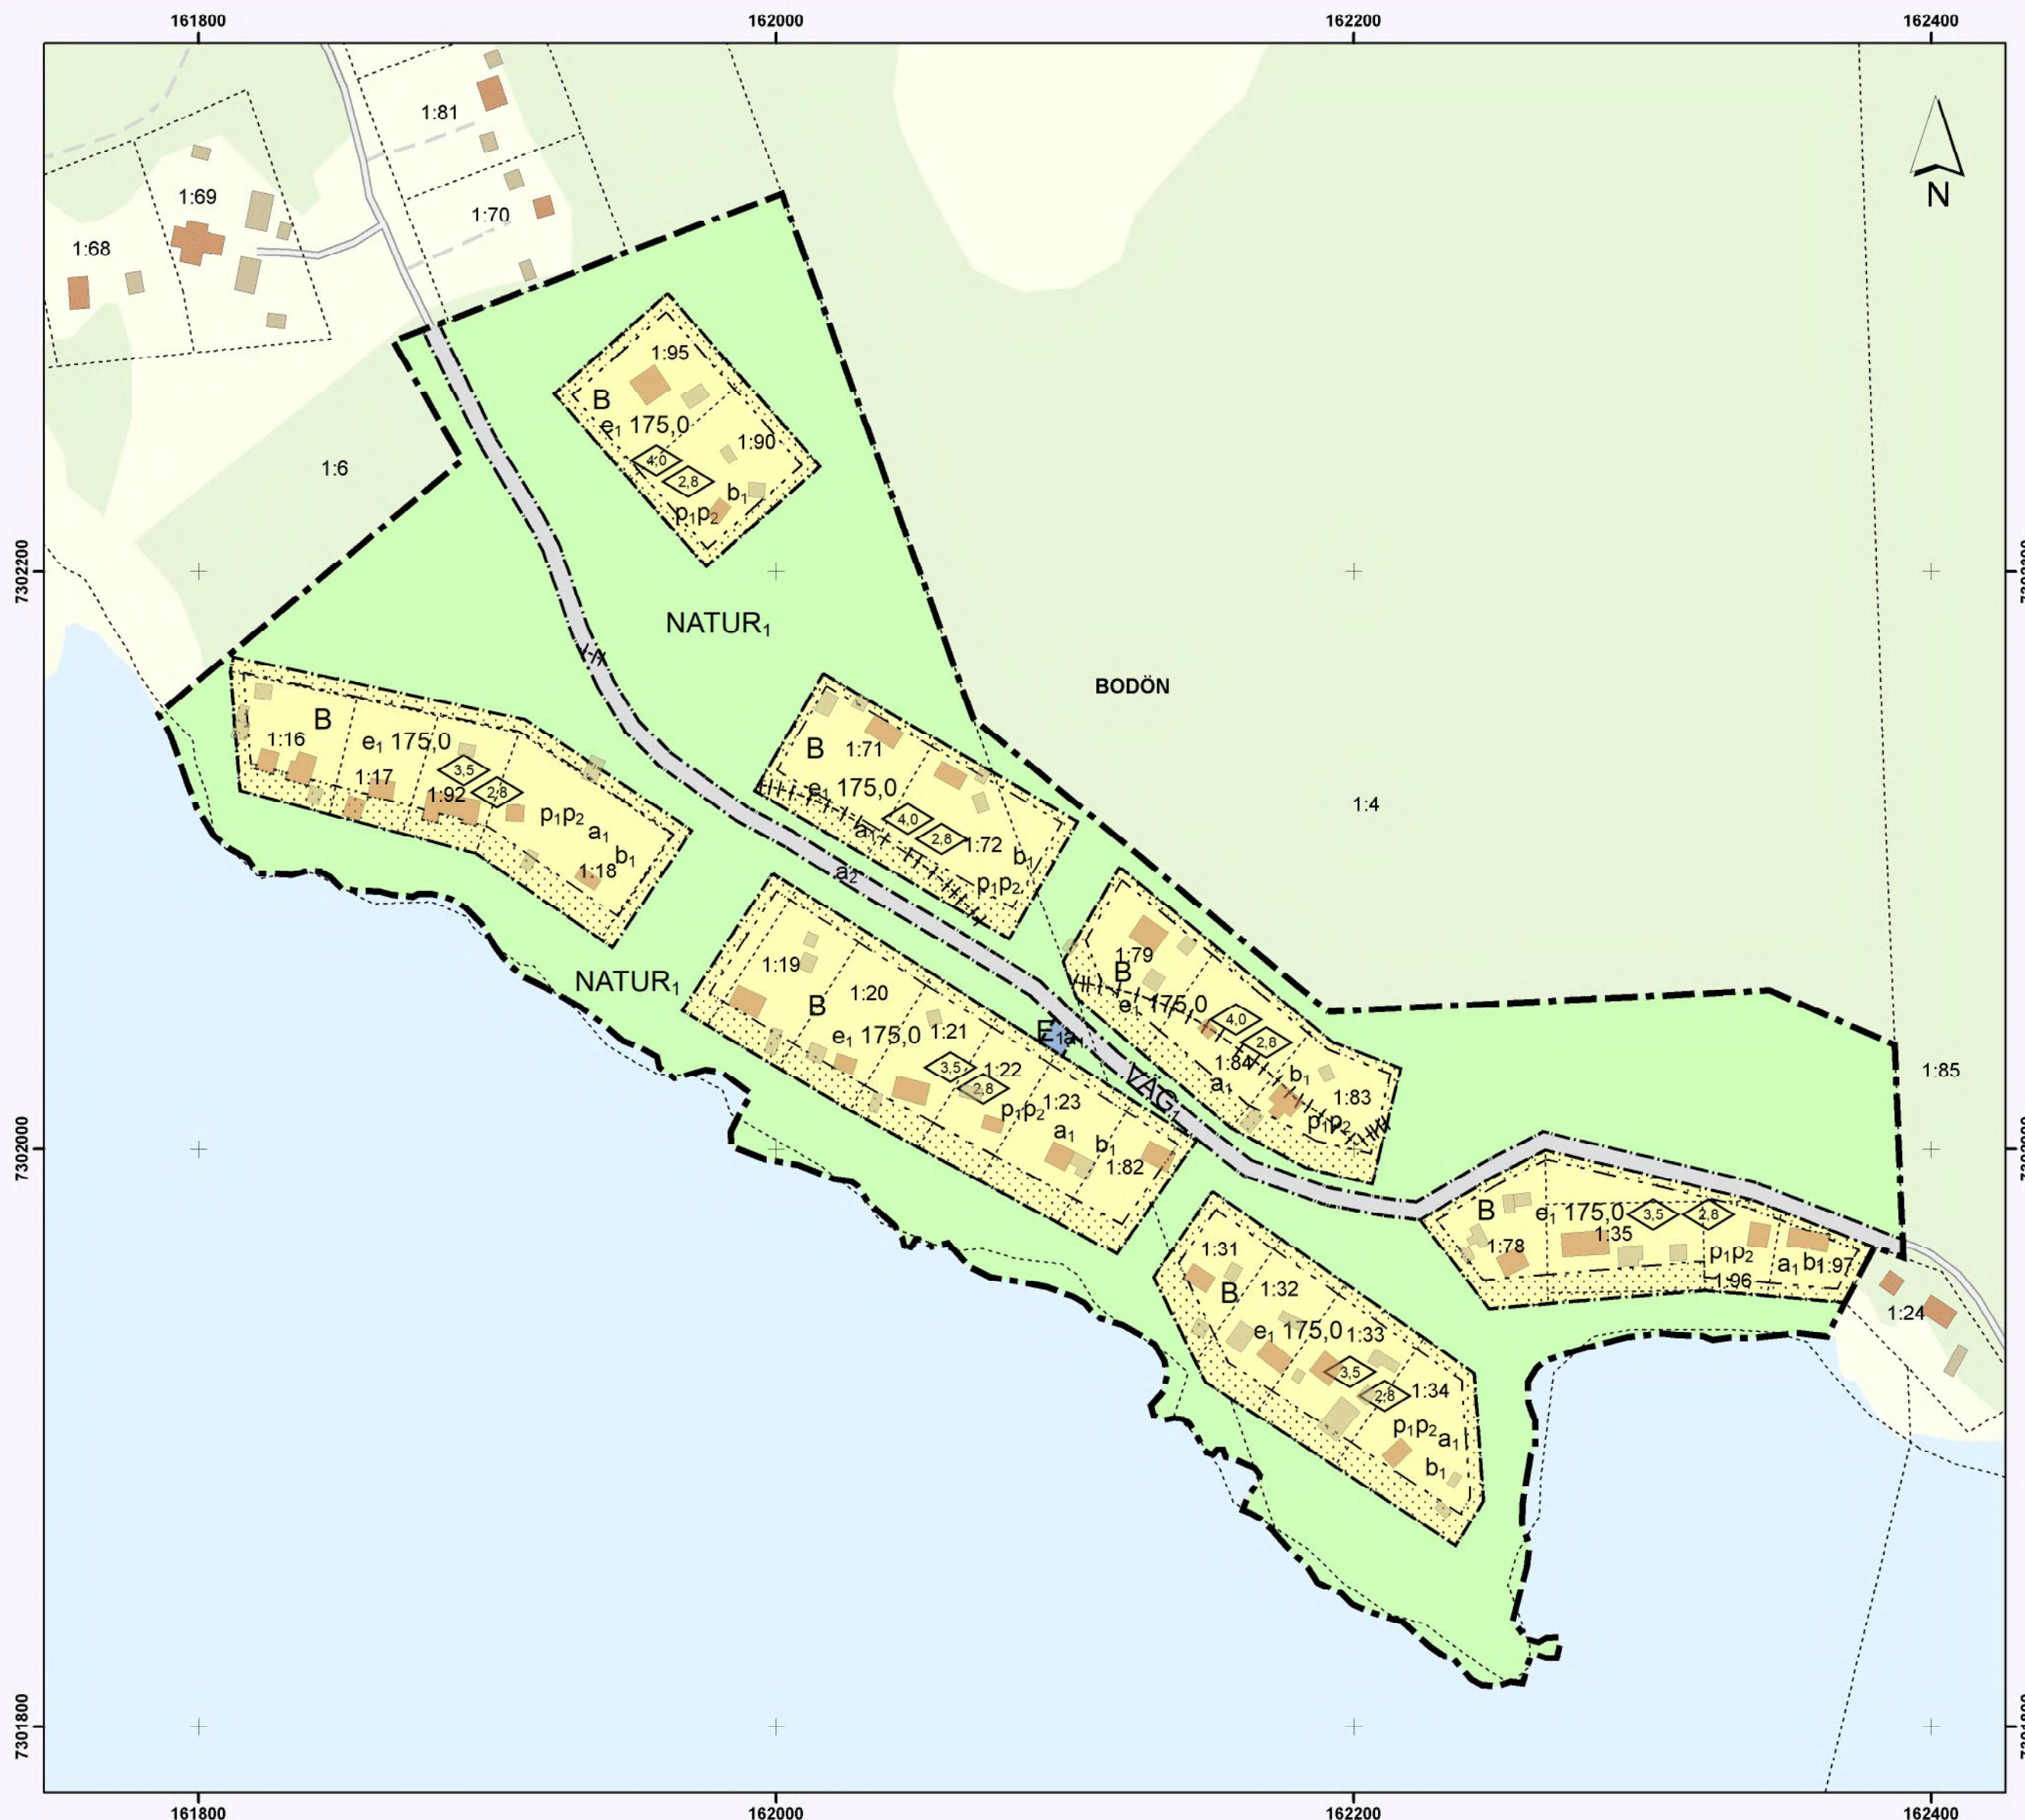 161800 162000 162200 162400
1:81
1:69
1:70
1:68
N
1:95
B
e₁ 175,0
1:90
1:6
4,0
2,8
b₁
p₁p₂
7302200
NATUR₁
BODÖN
B
1:16
e₁ 175,0
1:17
3,5
1:92
2,8
p₁p₂
a₁
b₁
1:18
B
1:71
e₁ 175,0
4,0
a₁
2,8
1:72
b₁
p₁p₂
1:4
a₂
NATUR₁
1:19
1:20
B
e₁ 175,0
1:21
3,5
1:22
2,8
p₁p₂
1:23
a₁
b₁
1:82
E₁a₁
VÄG₁
1:79
B
e₁ 175,0
4,0
2,8
1:84
a₁
b₁
1:83
p₁p₂
1:85
7302000
B
e₁ 175,0
3,5
2,8
1:78
1:35
p₁p₂
1:96
a₁
b₁
1:97
1:24
1:31
B
1:32
e₁ 175,0
1:33
3,5
2,8
1:34
p₁p₂
a₁
b₁
7301800
161800 162000 162200 162400